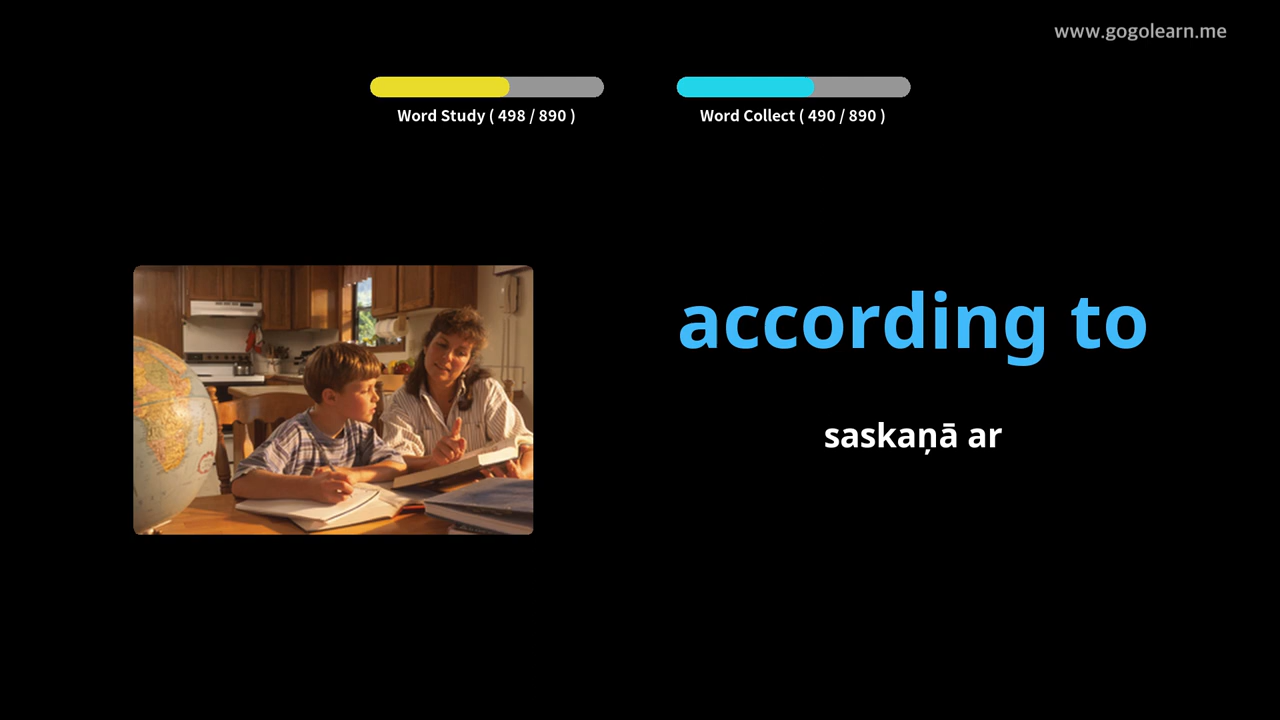 www.gogolearn.me
Word Study ( 498 / 890 )
Word Collect ( 490 / 890 )
according to
saskaņā ar